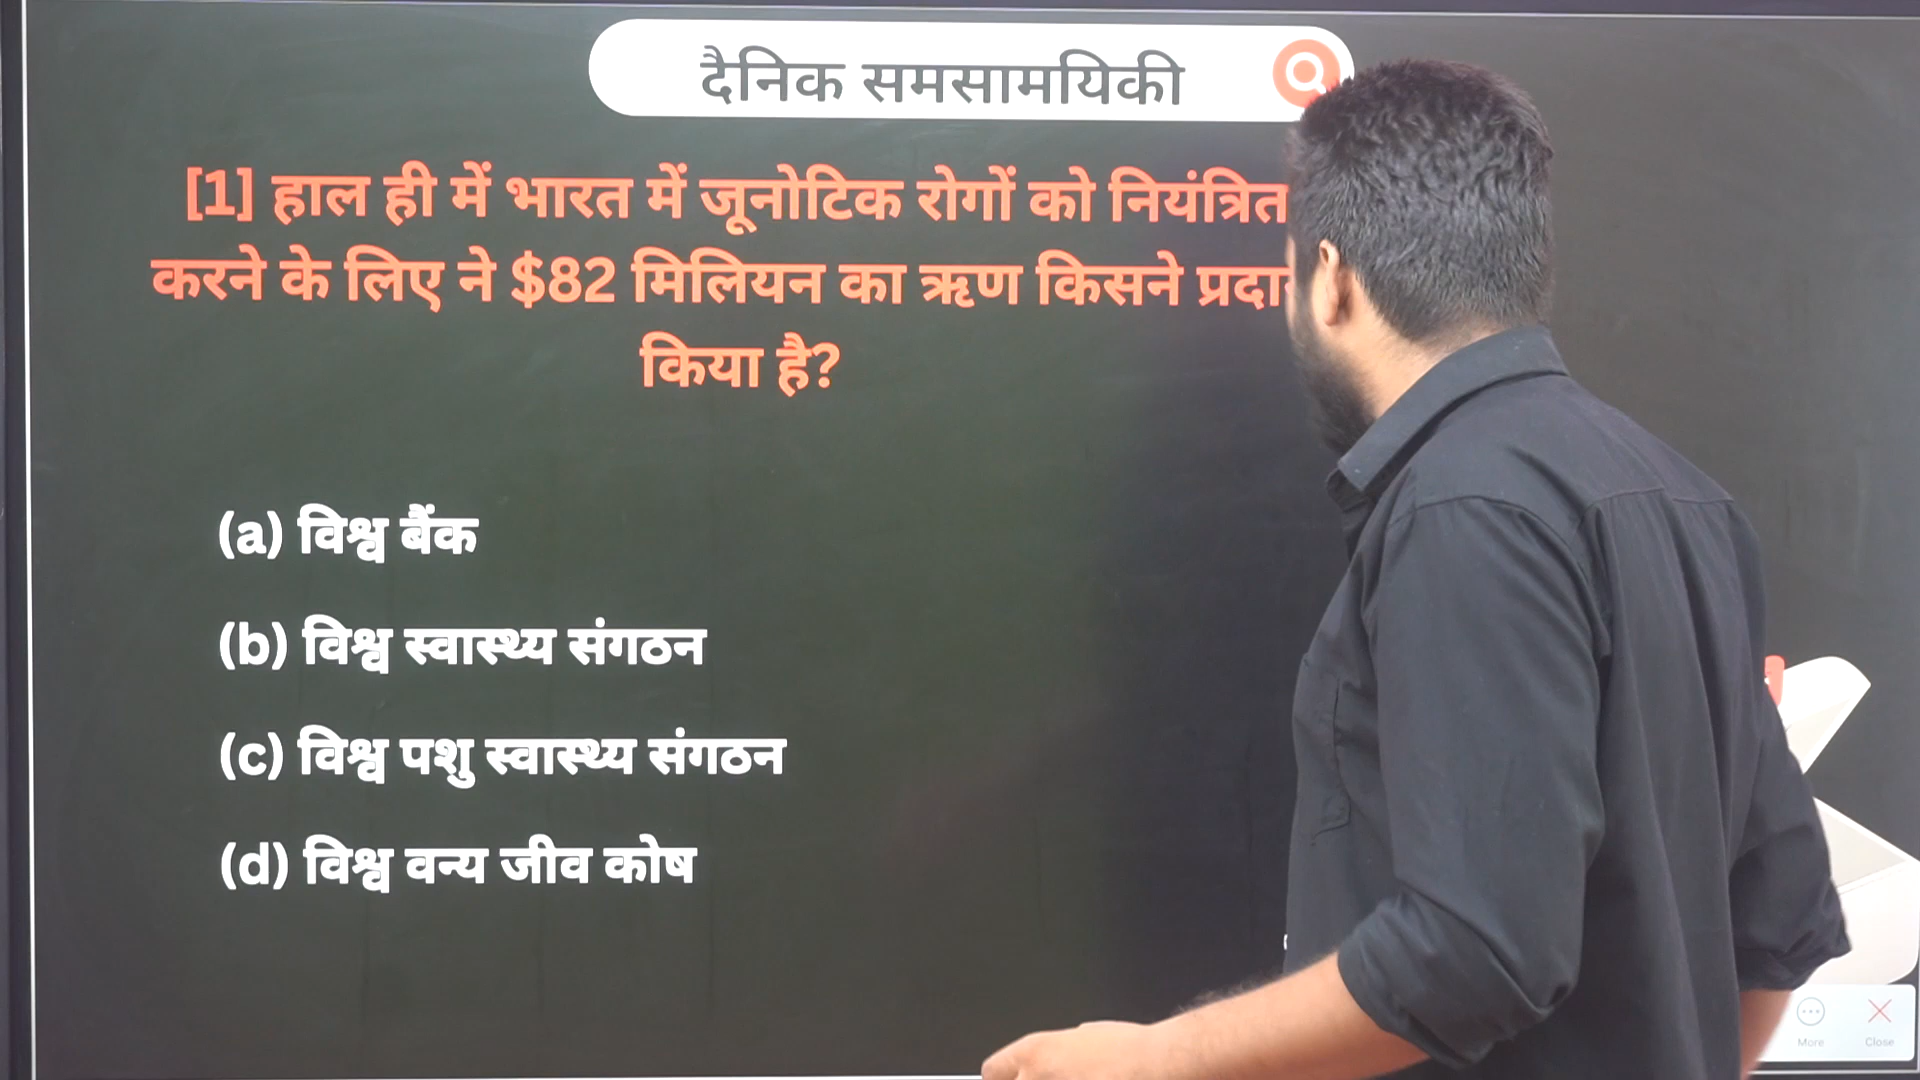 दैनिक समसामयिकी
[1] हाल ही में भारत में जूनोटिक रोगों को नियंत्रित
करने के लिए ने $82 मिलियन का ऋण किसने
किया है?
(a) विश्व बैंक
(b) विश्व स्वास्थ्य संगठन
(c) विश्व पशु स्वास्थ्य संगठन
(d) विश्व वन्य जीव कोष
More Close